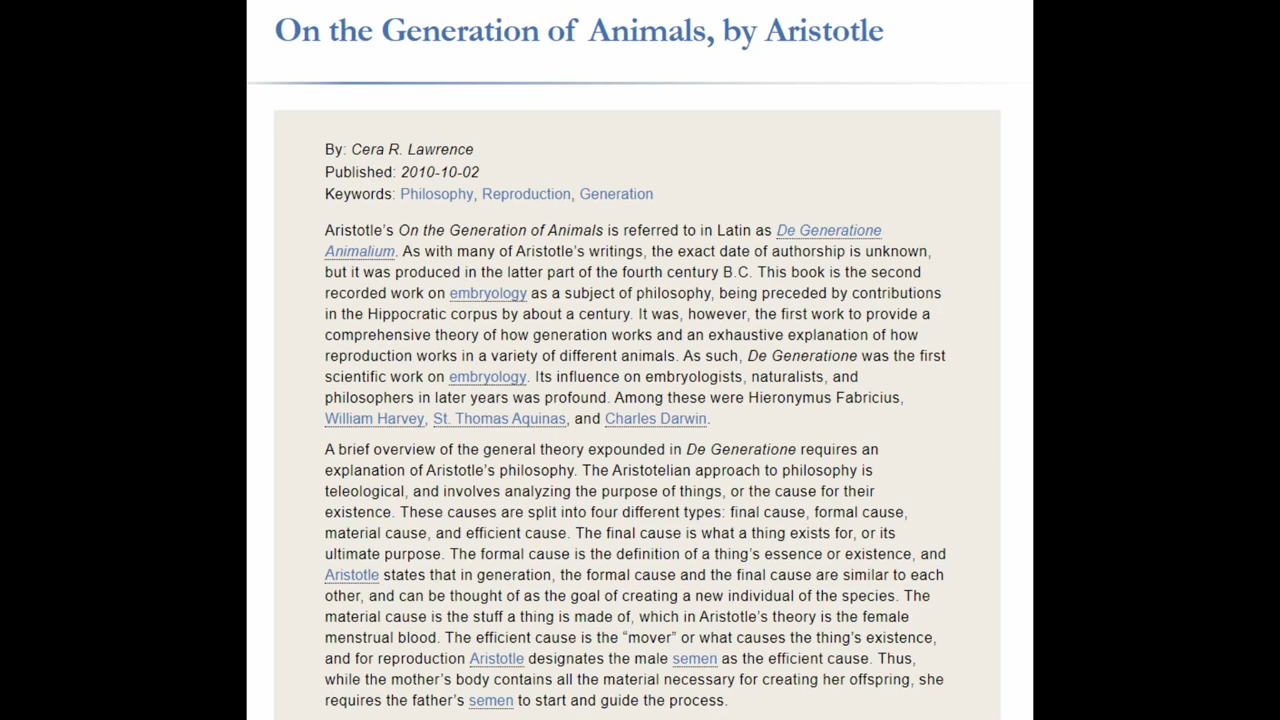 On the Generation of Animals, by Aristotle
By: Cera R. Lawrence
Published: 2010-10-02
Keywords: Philosophy, Reproduction, Generation
Aristotle’s On the Generation of Animals is referred to in Latin as De Generatione
Animalium. As with many of Aristotle’s writings, the exact date of authorship is unknown,
but it was produced in the latter part of the fourth century B.C. This book is the second
recorded work on embryology as a subject of philosophy, being preceded by contributions
in the Hippocratic corpus by about a century. It was, however, the first work to provide a
comprehensive theory of how generation works and an exhaustive explanation of how
reproduction works in a variety of different animals. As such, De Generatione was the first
scientific work on embryology. Its influence on embryologists, naturalists, and
philosophers in later years was profound. Among these were Hieronymus Fabricius,
William Harvey, St. Thomas Aquinas, and Charles Darwin.
A brief overview of the general theory expounded in De Generatione requires an
explanation of Aristotle’s philosophy. The Aristotelian approach to philosophy is
teleological, and involves analyzing the purpose of things, or the cause for their
existence. These causes are split into four different types: final cause, formal cause,
material cause, and efficient cause. The final cause is what a thing exists for, or its
ultimate purpose. The formal cause is the definition of a thing’s essence or existence, and
Aristotle states that in generation, the formal cause and the final cause are similar to each
other, and can be thought of as the goal of creating a new individual of the species. The
material cause is the stuff a thing is made of, which in Aristotle’s theory is the female
menstrual blood. The efficient cause is the “mover” or what causes the thing’s existence,
and for reproduction Aristotle designates the male semen as the efficient cause. Thus,
while the mother’s body contains all the material necessary for creating her offspring, she
requires the father’s semen to start and guide the process.